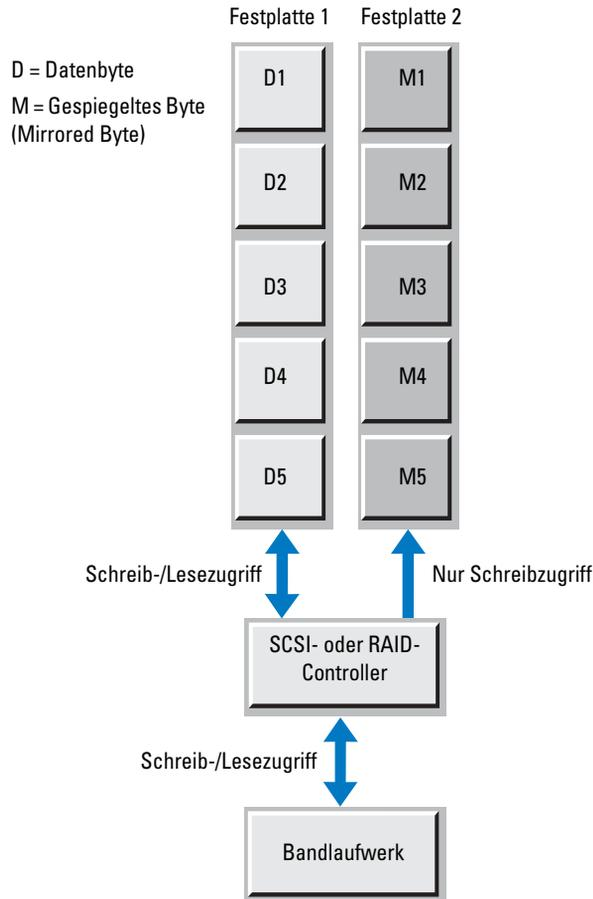 Festplatte 1
Festplatte 2
D = Datenbyte
M = Gespiegeltes Byte
(Mirrored Byte)
D1
M1
D2
M2
D3
M3
D4
M4
D5
M5
Schreib-/Lesezugriff
Nur Schreibzugriff
SCSI- oder RAID-
Controller
Schreib-/Lesezugriff
Bandlaufwerk